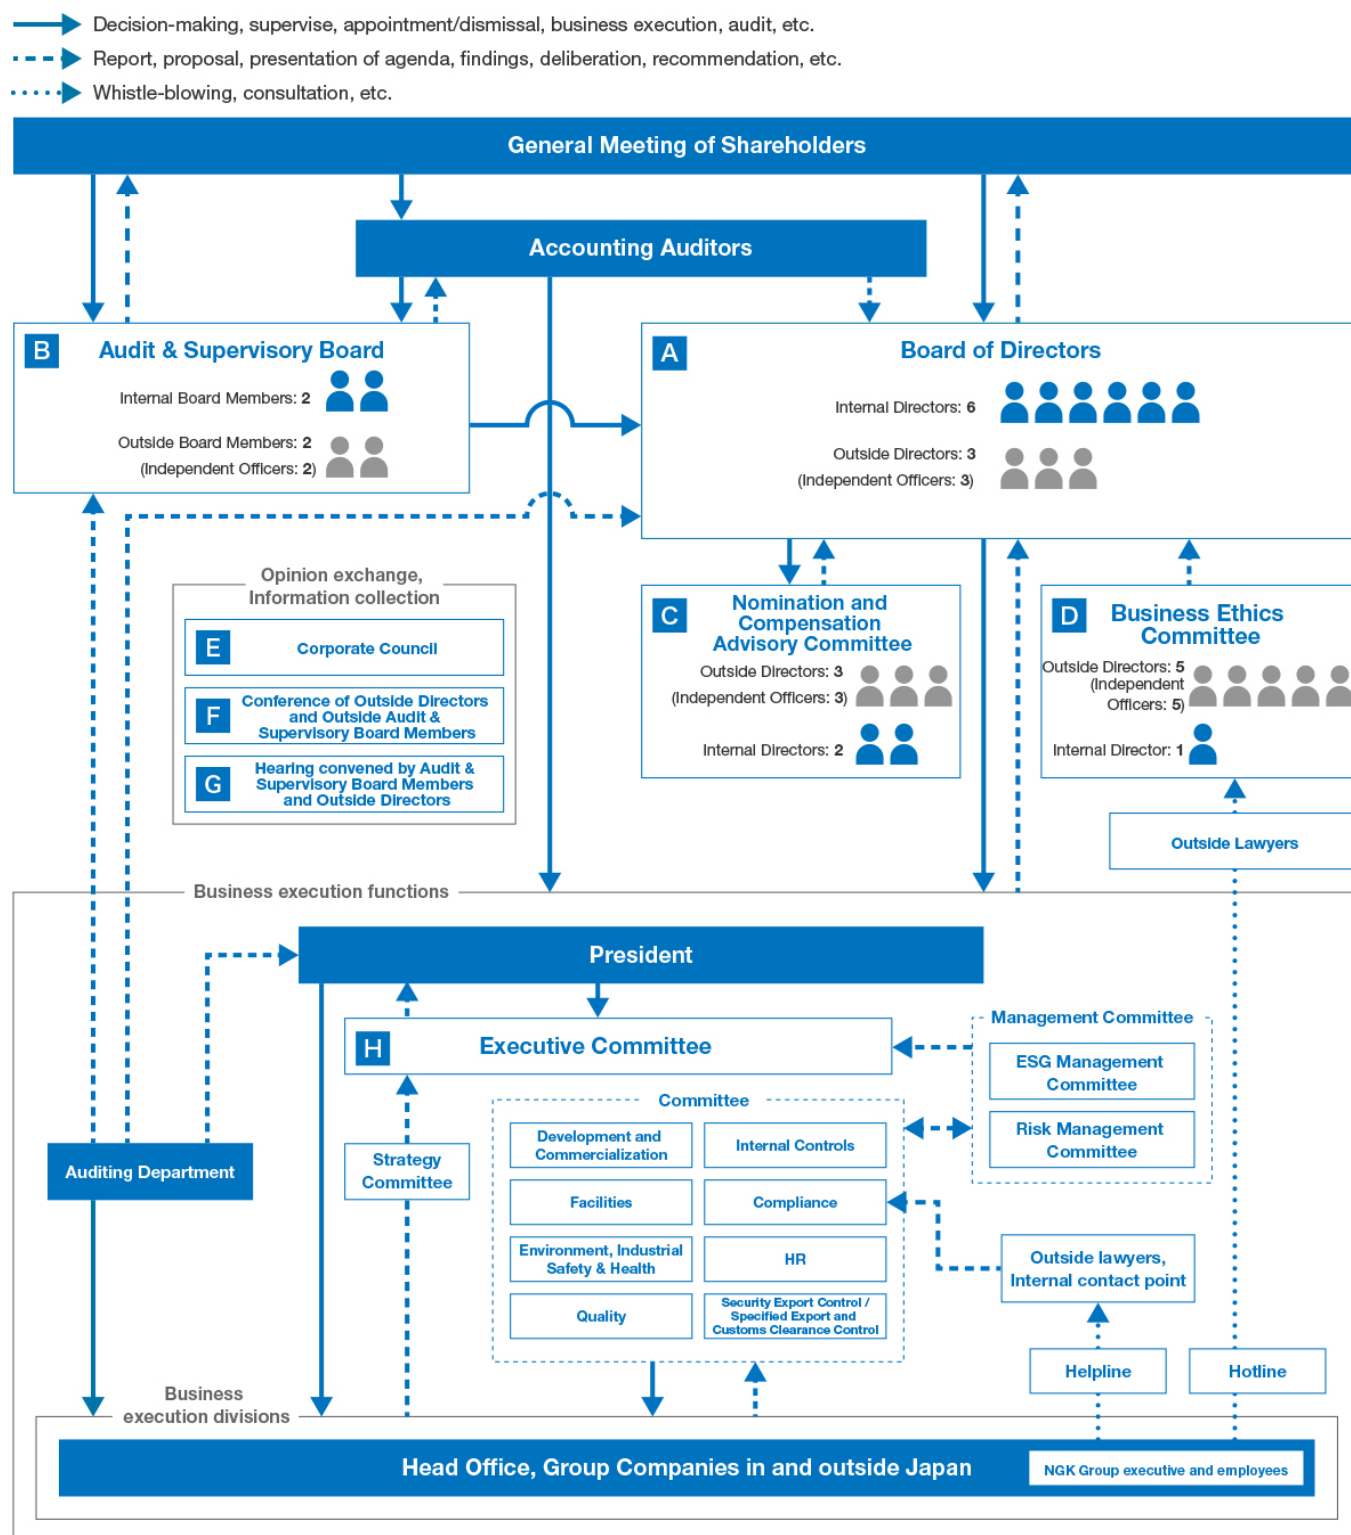 Decision-making, supervise, appointment/dismissal, business execution, audit, etc.
Report, proposal, presentation of agenda, findings, deliberation, recommendation, etc.
Whistle-blowing, consultation, etc.
General Meeting of Shareholders
Accounting Auditors
B
Audit & Supervisory Board
Internal Board Members: 2
Outside Board Members: 2
(Independent Officers: 2)
A
Board of Directors
Internal Directors: 6
Outside Directors: 3
(Independent Officers: 3)
Opinion exchange,
Information collection
E
Corporate Council
F
Conference of Outside Directors
and Outside Audit &
Supervisory Board Members
G
Hearing convened by Audit &
Supervisory Board Members
and Outside Directors
C
Nomination and
Compensation
Advisory Committee
Outside Directors: 3
(Independent Officers: 3)
Internal Directors: 2
D
Business Ethics
Committee
Outside Directors: 5
(Independent
Officers: 5)
Internal Director: 1
Outside Lawyers
Business execution functions
President
H
Executive Committee
Management Committee
ESG Management
Committee
Risk Management
Committee
Committee
Development and
Commercialization
Internal Controls
Facilities
Compliance
Environment, Industrial
Safety & Health
HR
Quality
Security Export Control /
Specified Export and
Customs Clearance Control
Auditing Department
Strategy
Committee
Outside lawyers,
Internal contact point
Helpline
Hotline
Business
execution divisions
Head Office, Group Companies in and outside Japan
NGK Group executive and employees